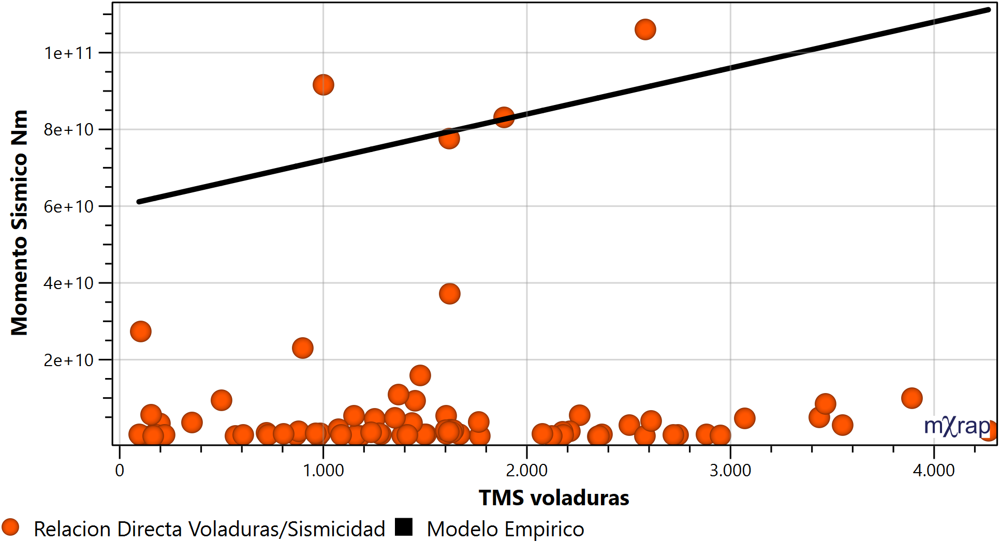 Momento Sismico Nm
1e+11
8e+10
6e+10
4e+10
2e+10
mXrap
0 1.000 2.000 3.000 4.000
TMS voladuras
Relacion Directa Voladuras/Sismicidad Modelo Empirico